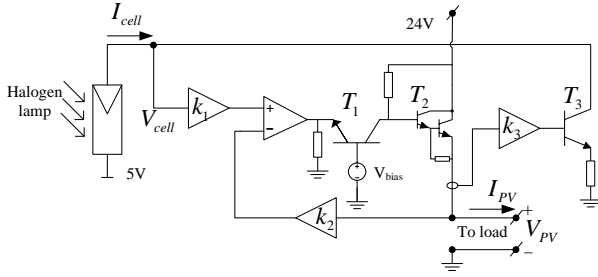 I_cell
24V
Halogen
lamp
V_cell
k_1
+
−
T_1
T_2
k_3
T_3
5V
V_bias
k_2
I_PV
+
To load
V_PV
−